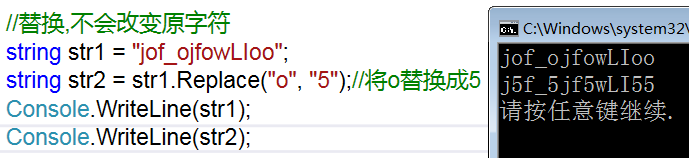 //替换,不会改变原字符
string str1 = "jof_ojfowLIoo";
string str2 = str1.Replace("o", "5");//将o替换成5
Console.WriteLine(str1);
Console.WriteLine(str2);
C:\Windows\system32\
jof_ojfowLIoo
j5f_5jf5wLI55
请按任意键继续.